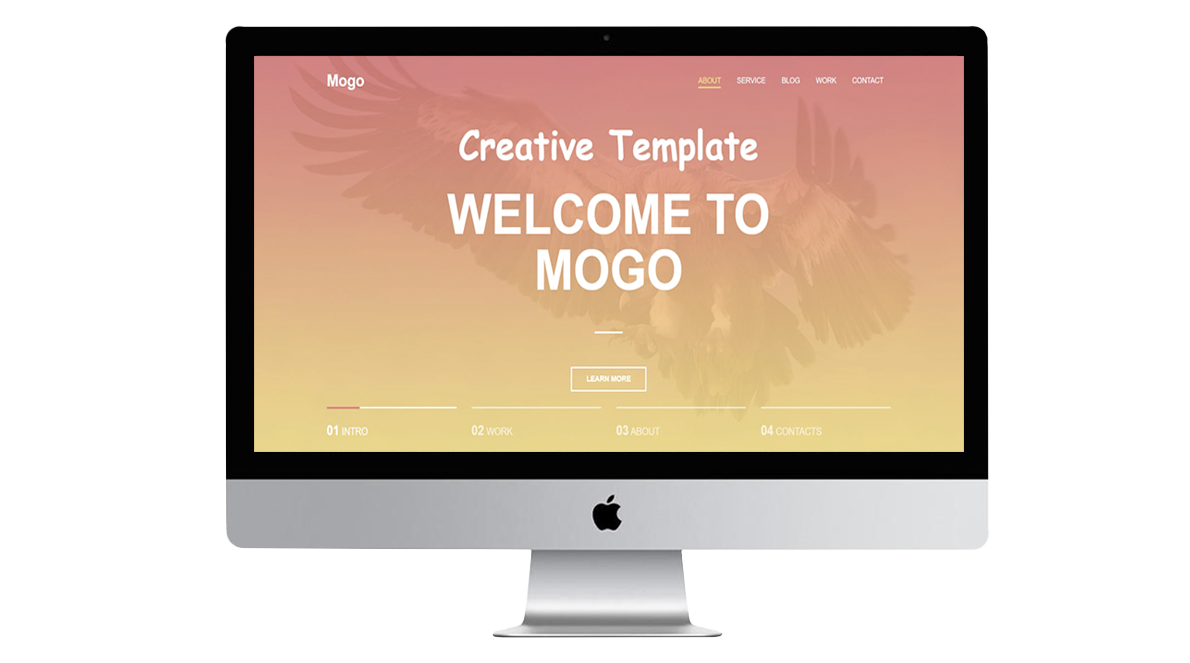 Mogo
ABOUT SERVICE BLOG WORK CONTACT
Creative Template
WELCOME TO
MOGO
LEARN MORE
01 INTRO
02 WORK
03 ABOUT
04 CONTACTS